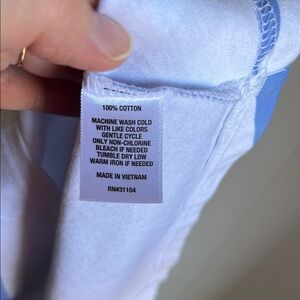 100% COTTON
MACHINE WASH COLD
WITH LIKE COLORS
GENTLE CYCLE
ONLY NON-CHLORINE
BLEACH IF NEEDED
TUMBLE DRY LOW
WARM IRON IF NEEDED
MADE IN VIETNAM
RN#31104